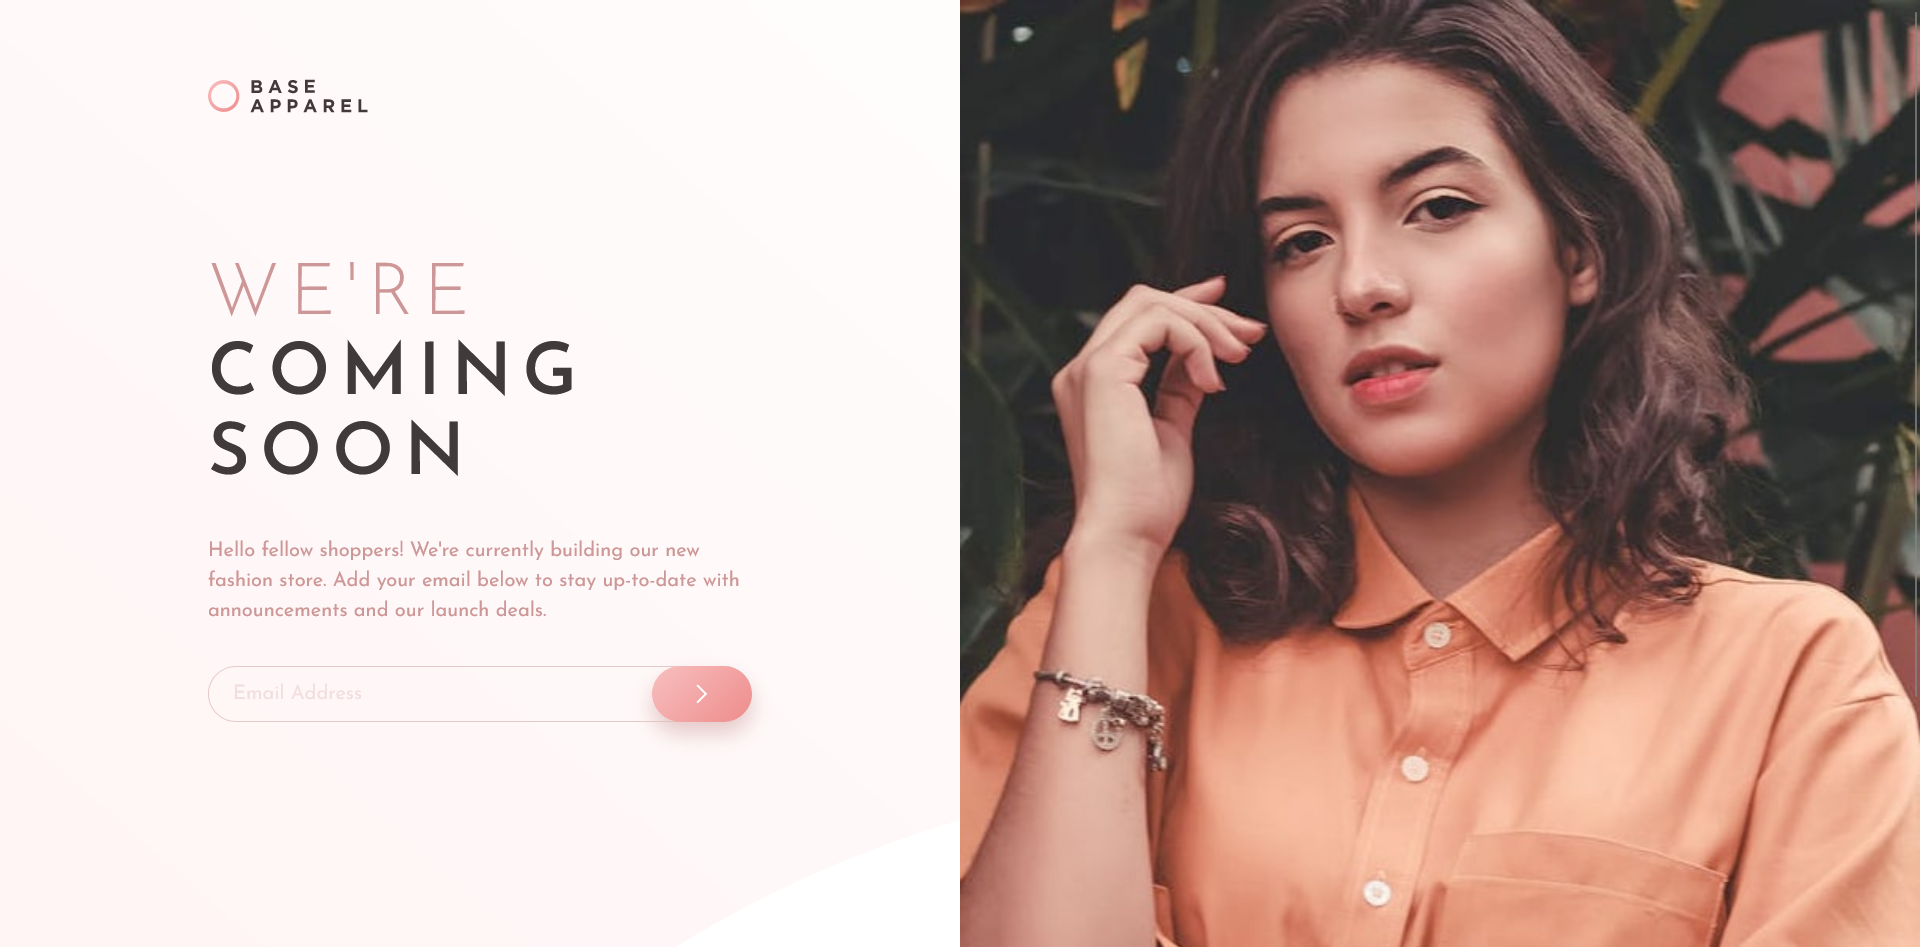 BASE
APPAREL
WE'RE
COMING
SOON
Hello fellow shoppers! We're currently building our new
fashion store. Add your email below to stay up-to-date with
announcements and our launch deals.
Email Address